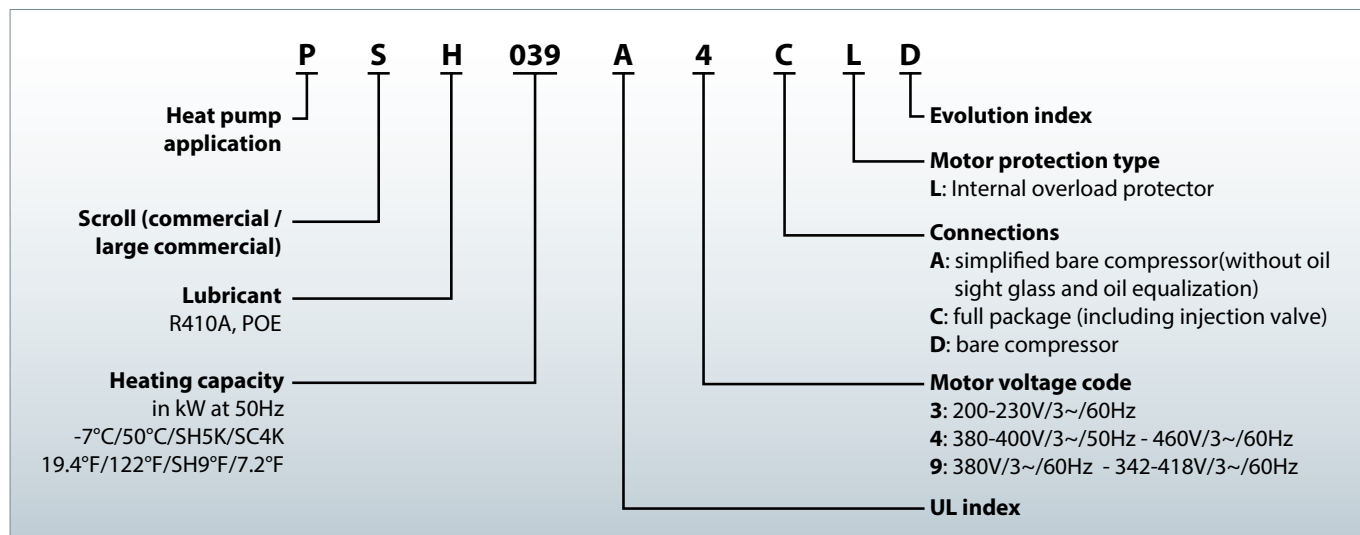 P S H 039 A 4 C L D
Heat pump
application
Scroll (commercial /
large commercial)
Lubricant
R410A, POE
Heating capacity
in kW at 50Hz
-7°C/50°C/SH5K/SC4K
19.4°F/122°F/SH9°F/7.2°F
Evolution index
Motor protection type
L: Internal overload protector
Connections
A: simplified bare compressor(without oil
sight glass and oil equalization)
C: full package (including injection valve)
D: bare compressor
Motor voltage code
3: 200-230V/3~/60Hz
4: 380-400V/3~/50Hz - 460V/3~/60Hz
9: 380V/3~/60Hz - 342-418V/3~/60Hz
UL index